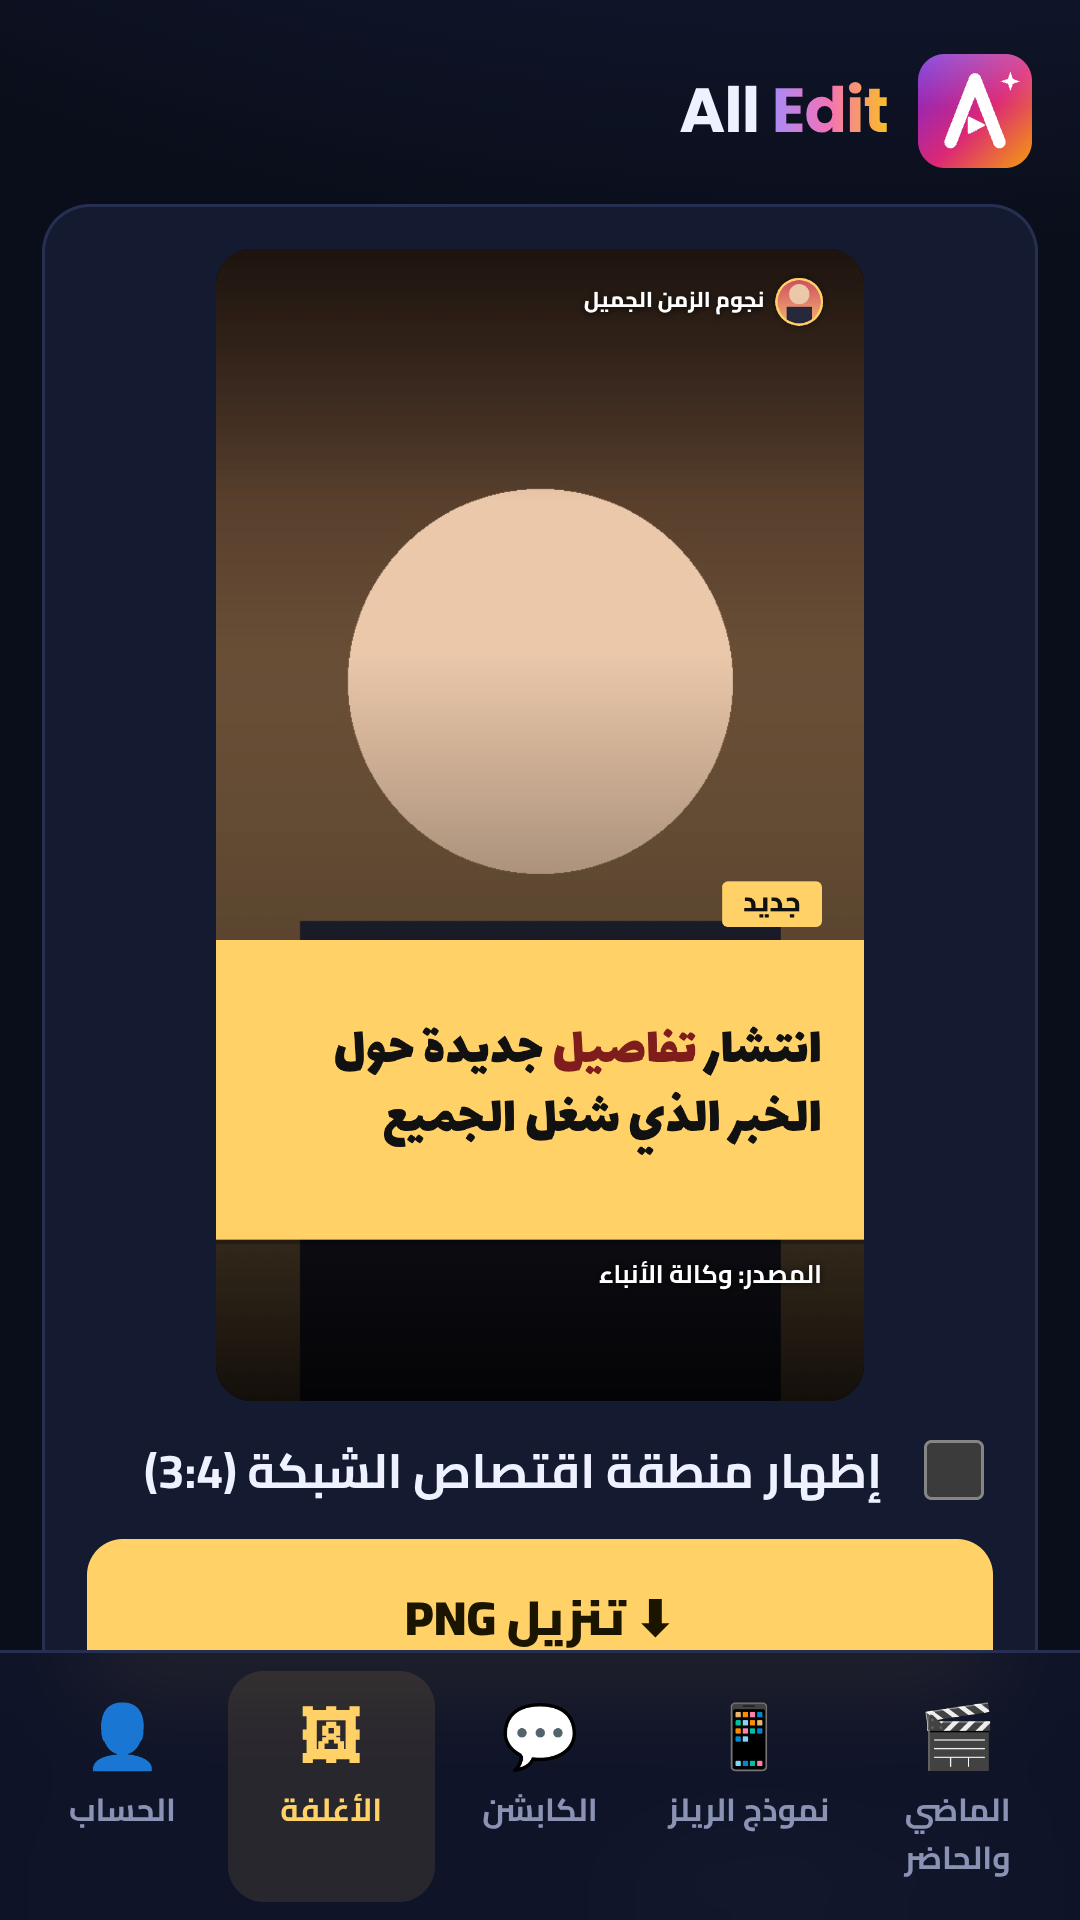 All Edit
نجوم الزمن الجميل
جديد
انتشار تفاصيل جديدة حول
الخبر الذي شغل الجميع
المصدر: وكالة الأنباء
إظهار منطقة اقتصاص الشبكة (3:4)
⬇ تنزيل PNG
الماضي
والحاضر
نموذج الريلز
الكابشن
الأغلفة
الحساب